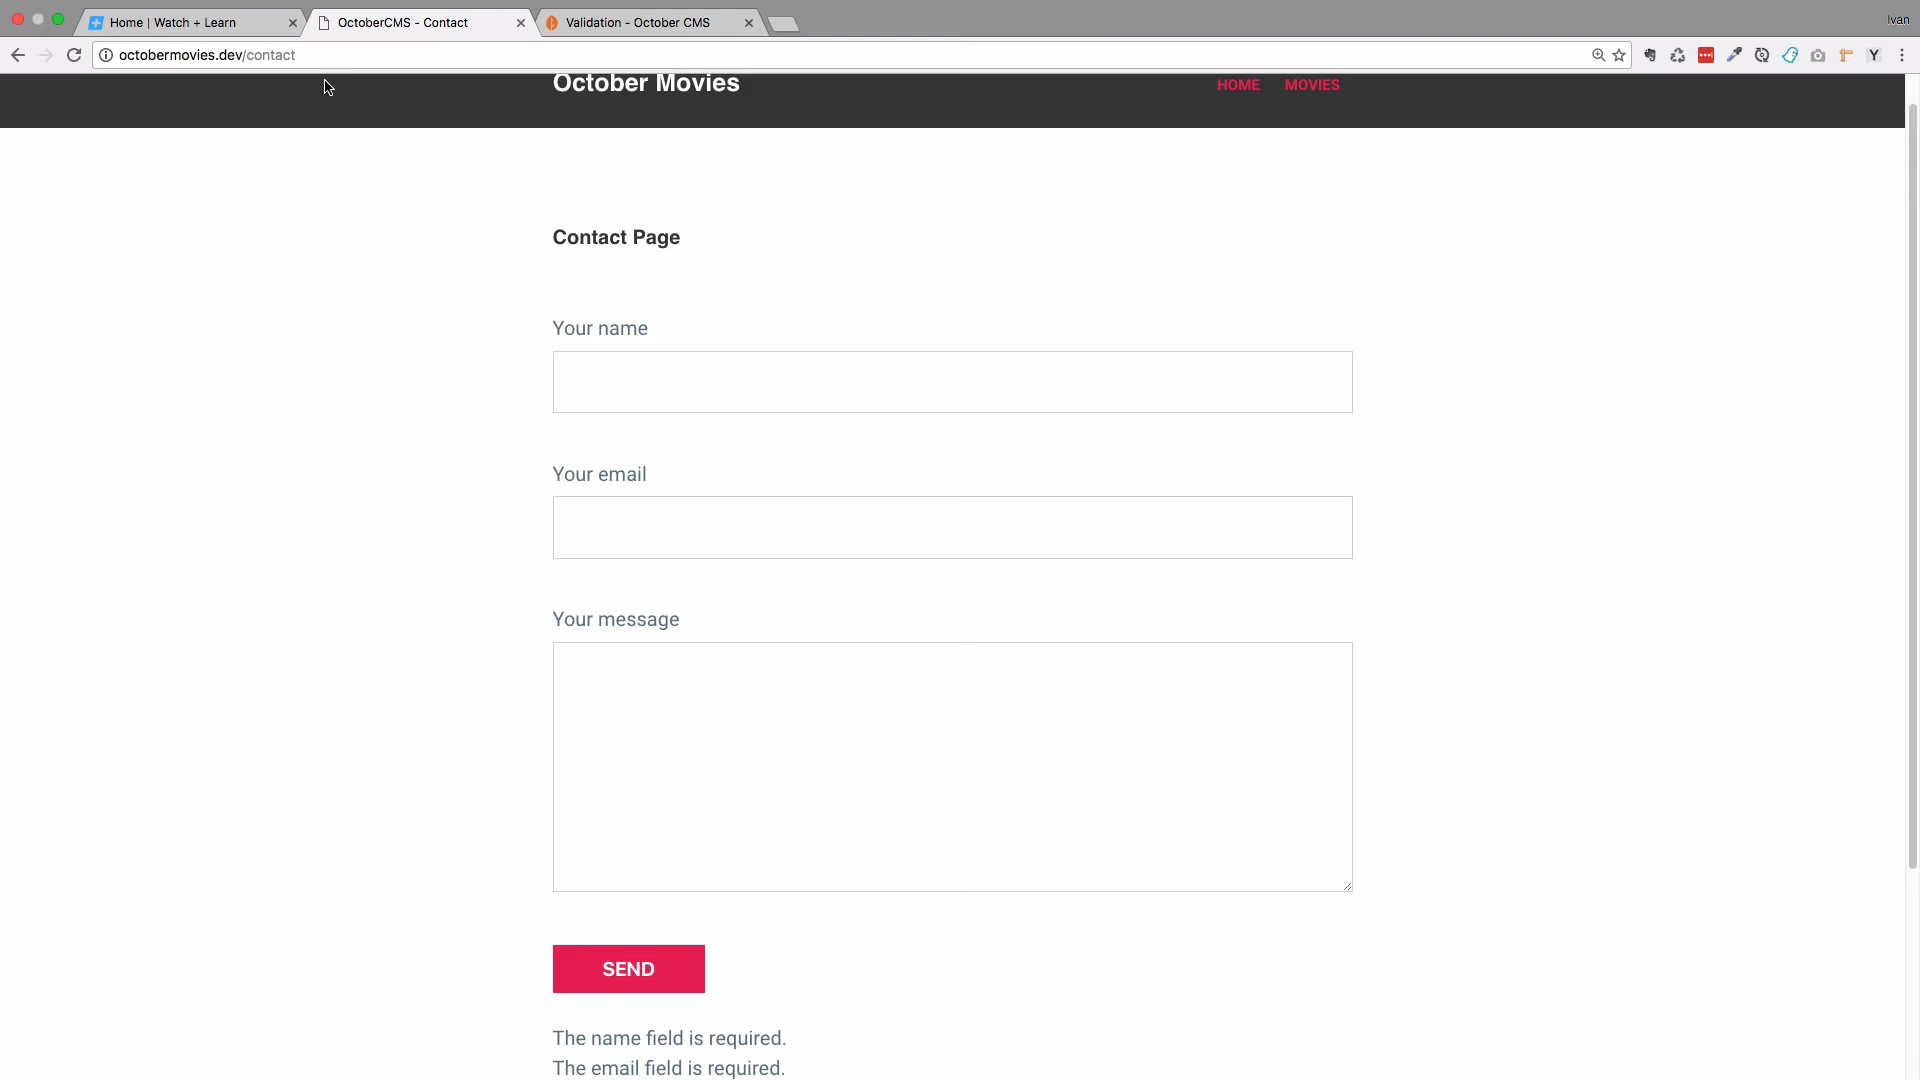 Home | Watch + Learn
OctoberCMS - Contact
Validation - October CMS
Ivan
octobermovies.dev/contact
October Movies
HOME
MOVIES
Contact Page
Your name
Your email
Your message
SEND
The name field is required.
The email field is required.